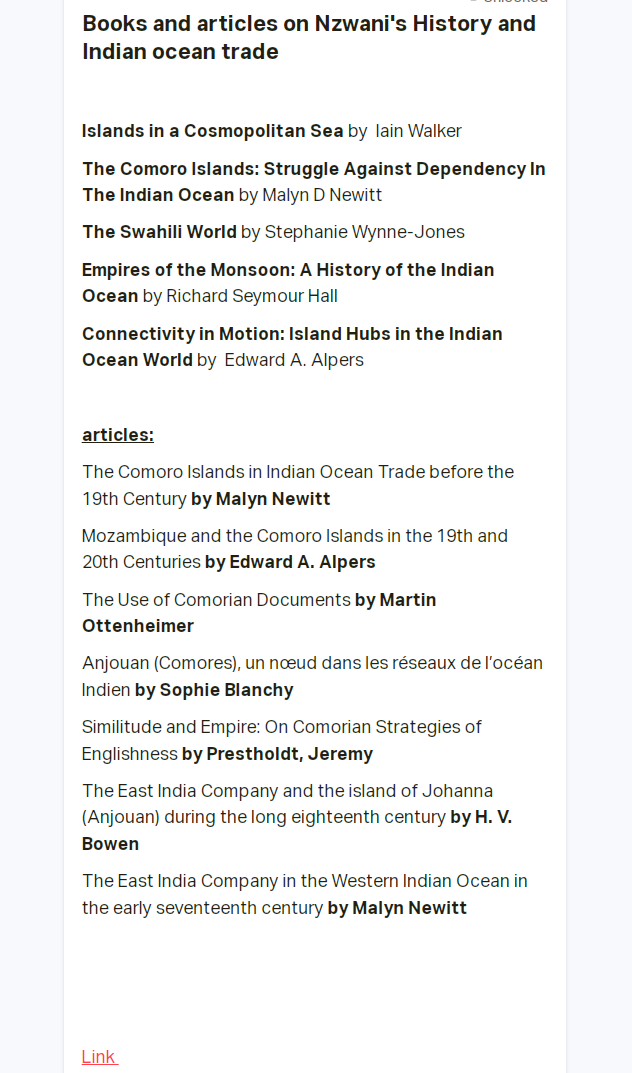 Books and articles on Nzwani's History and
Indian ocean trade
Islands in a Cosmopolitan Sea by Iain Walker
The Comoro Islands: Struggle Against Dependency In
The Indian Ocean by Malyn D Newitt
The Swahili World by Stephanie Wynne-Jones
Empires of the Monsoon: A History of the Indian
Ocean by Richard Seymour Hall
Connectivity in Motion: Island Hubs in the Indian
Ocean World by Edward A. Alpers
articles:
The Comoro Islands in Indian Ocean Trade before the
19th Century by Malyn Newitt
Mozambique and the Comoro Islands in the 19th and
20th Centuries by Edward A. Alpers
The Use of Comorian Documents by Martin
Ottenheimer
Anjouan (Comores), un nœud dans les réseaux de l’océan
Indien by Sophie Blanchy
Similitude and Empire: On Comorian Strategies of
Englishness by Prestholdt, Jeremy
The East India Company and the island of Johanna
(Anjouan) during the long eighteenth century by H. V.
Bowen
The East India Company in the Western Indian Ocean in
the early seventeenth century by Malyn Newitt
Link